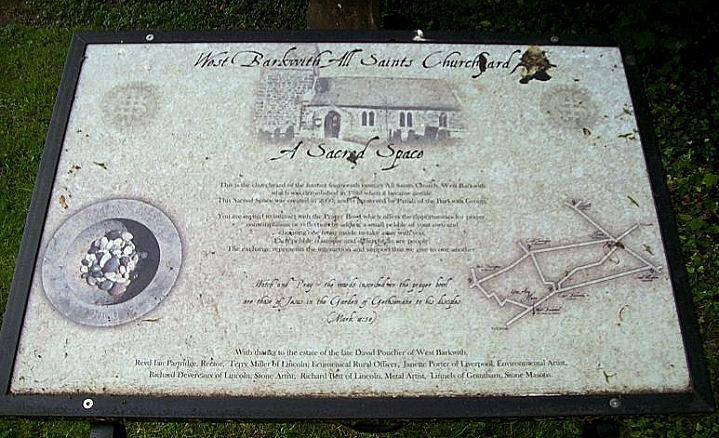 West Barkwith All Saints Churchyard
A Sacred Space
This is the churchyard of the former fourteenth century All Saints Church, West Barkwith
which was demolished in 1982 when it became unsafe.
This Sacred Space was created in and is sponsored by Parish of the Barkwith Group.
You are invited to interact with the Prayer Bowl which offers the opportunities for prayer
contemplation or reflection by adding a small pebble of your own and
choosing one from inside to take away with you.
Each pebble is unique and different, as are people.
The exchange represents the interaction and support that we give to one another
Watch and Pray - the words inscribed on the prayer bowl
are those of Jesus in the Garden of Gethsemane to his disciples
(Mark
With thanks to the estate of the late David Poucher of West Barkwith,
Revd Ian Partridge, Rector, Terry Miller of Lincoln, Ecumenical Rural Officer, Janette Porter of Liverpool, Environmental Artist,
Richard Devereaux of Lincoln, Stone Artist, Richard Bett of Lincoln, Metal Artist, of Grantham, Stone Masons.